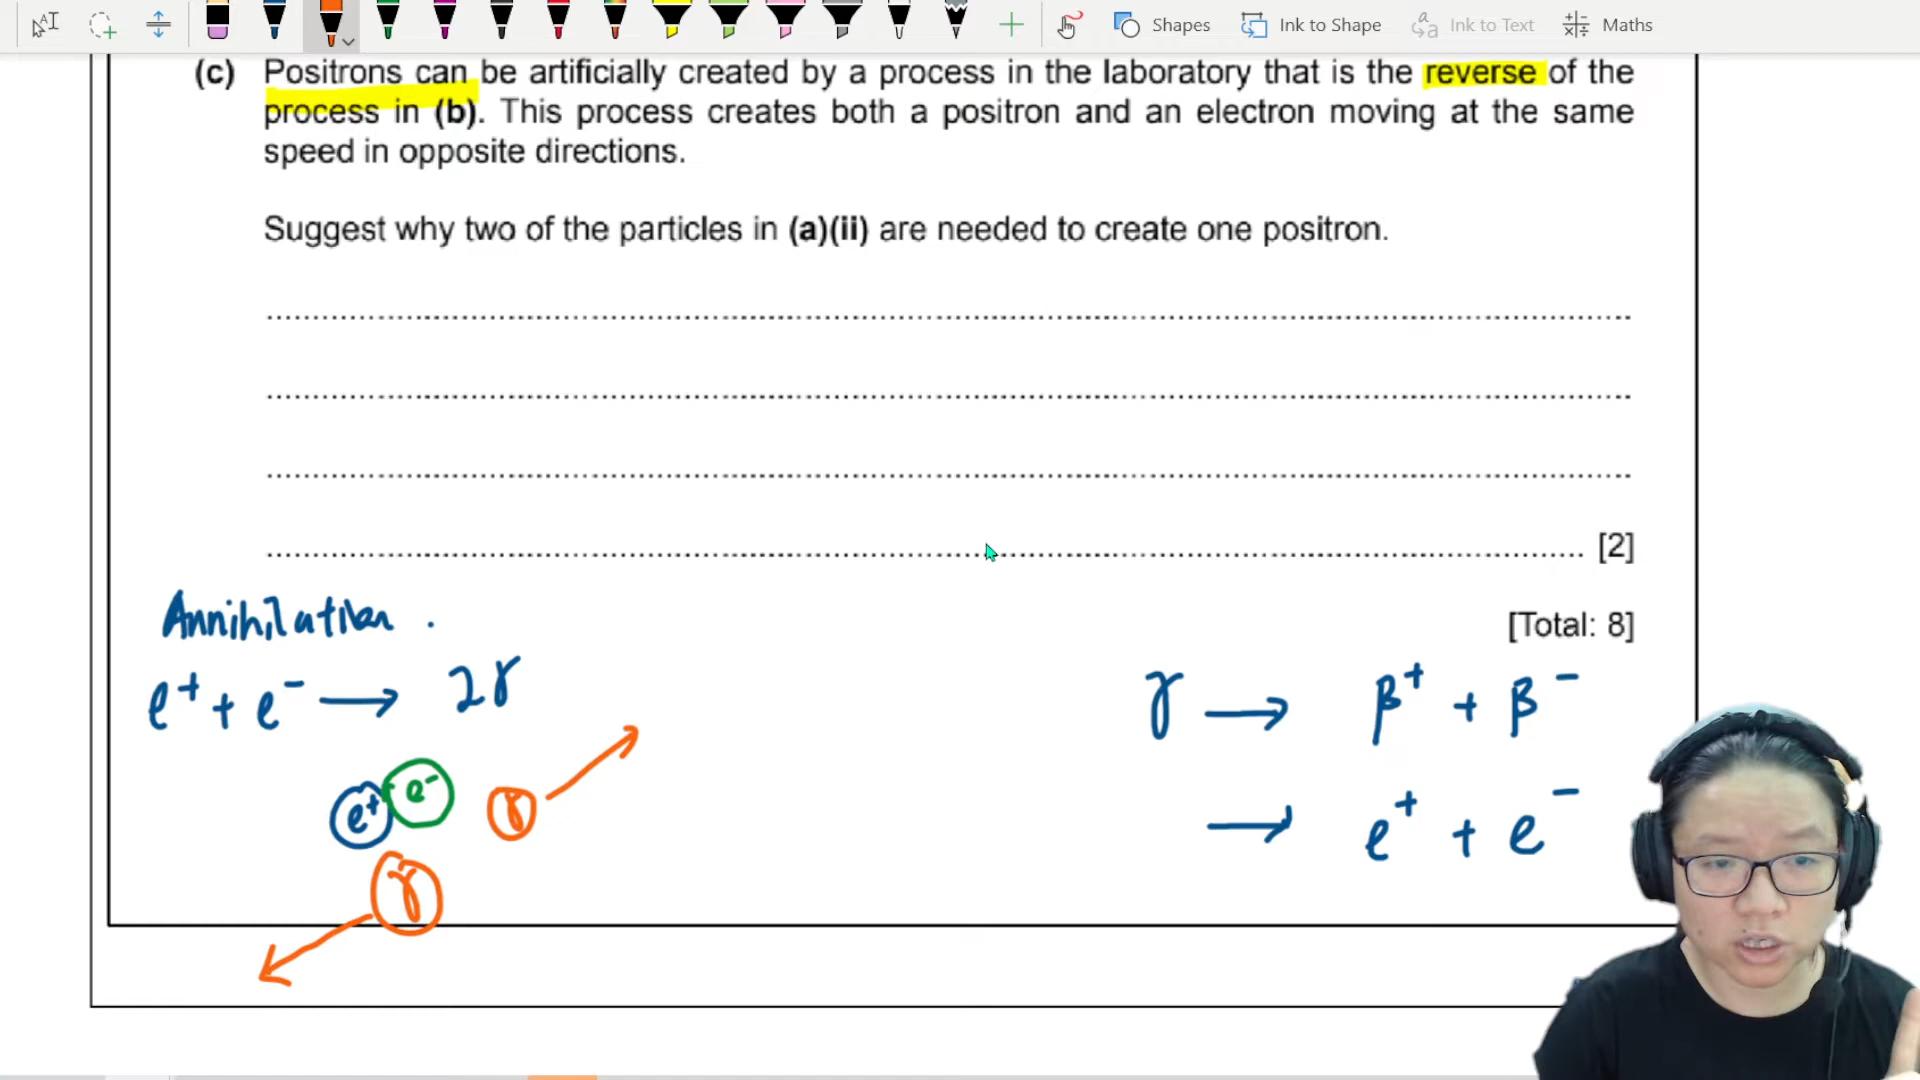 Shapes Ink to Shape Ink to Text Maths
(c) Positrons can be artificially created by a process in the laboratory that is the reverse of the
process in (b). This process creates both a positron and an electron moving at the same
speed in opposite directions.
Suggest why two of the particles in (a)(ii) are needed to create one positron.
[2]
[Total: 8]
Annihilation .
e⁺ + e⁻ → 2γ
γ → β⁺ + β⁻
e⁺ e⁻ γ
→ e⁺ + e⁻
γ